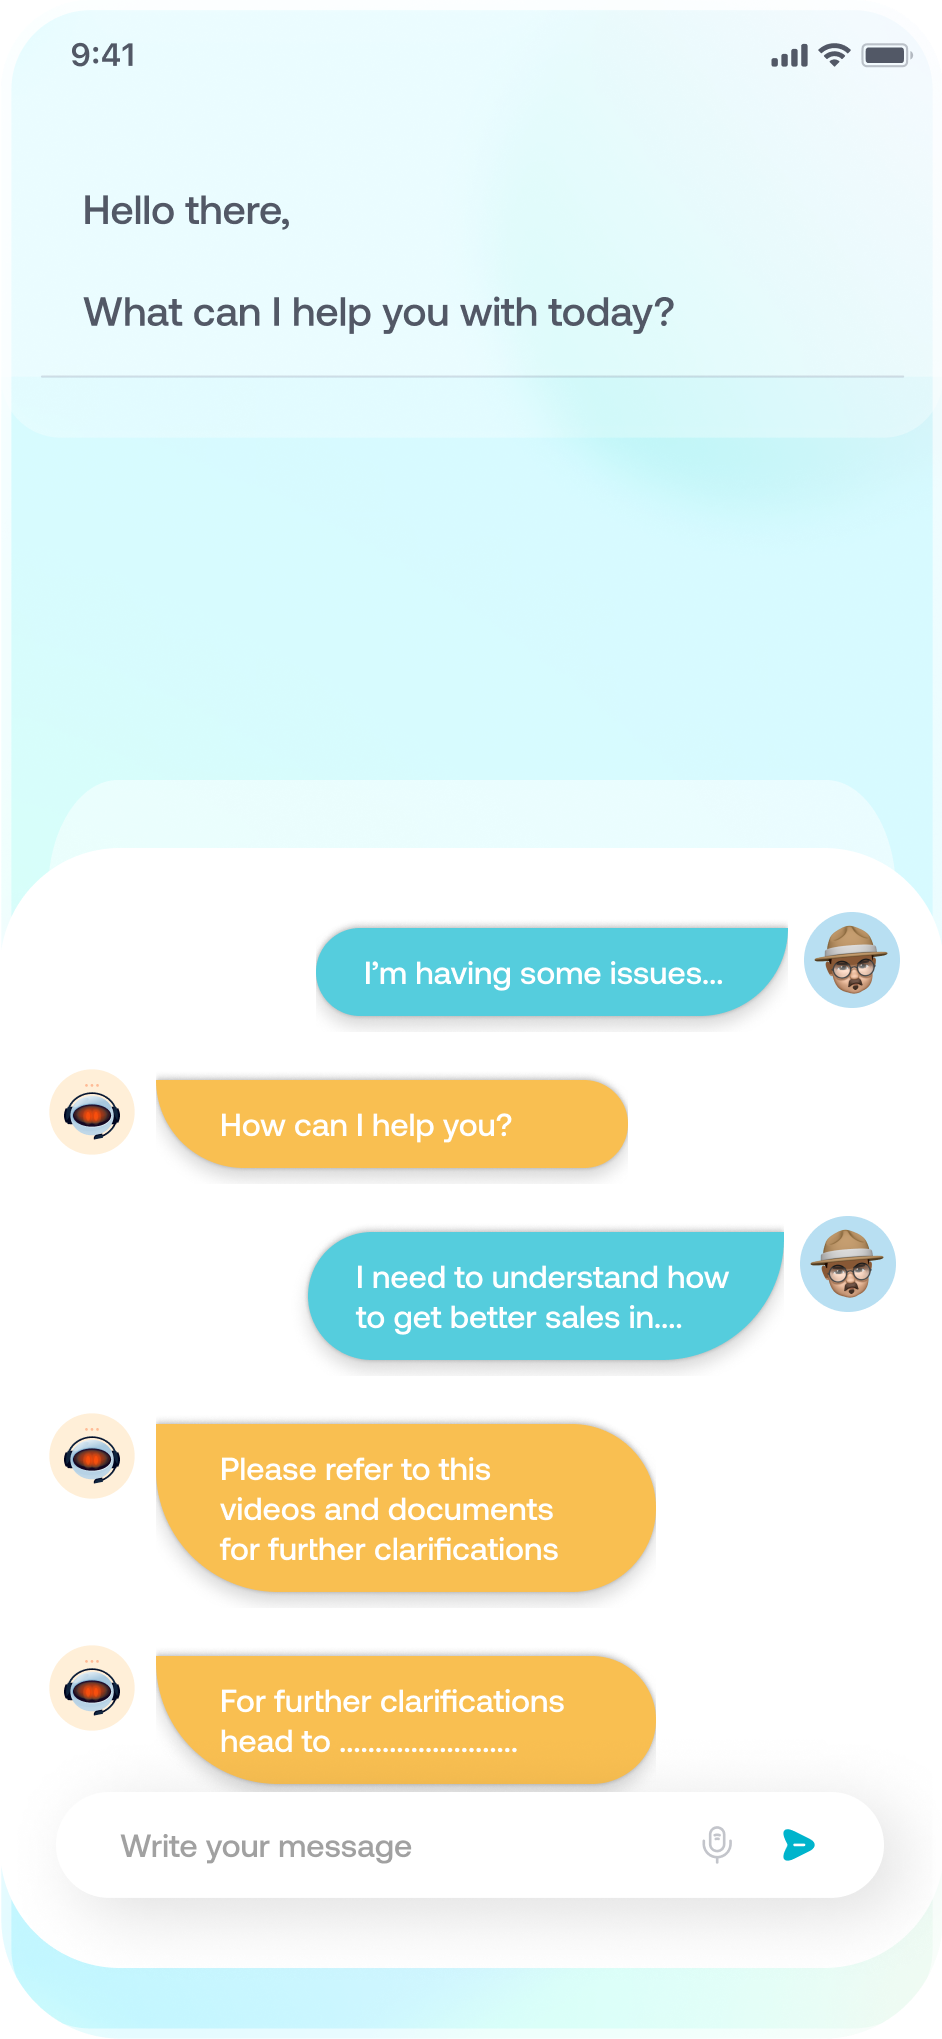 9:41
Hello there,
What can I help you with today?
I’m having some issues...
How can I help you?
I need to understand how
to get better sales in....
Please refer to this
videos and documents
for further clarifications
For further clarifications
head to .........................
Write your message